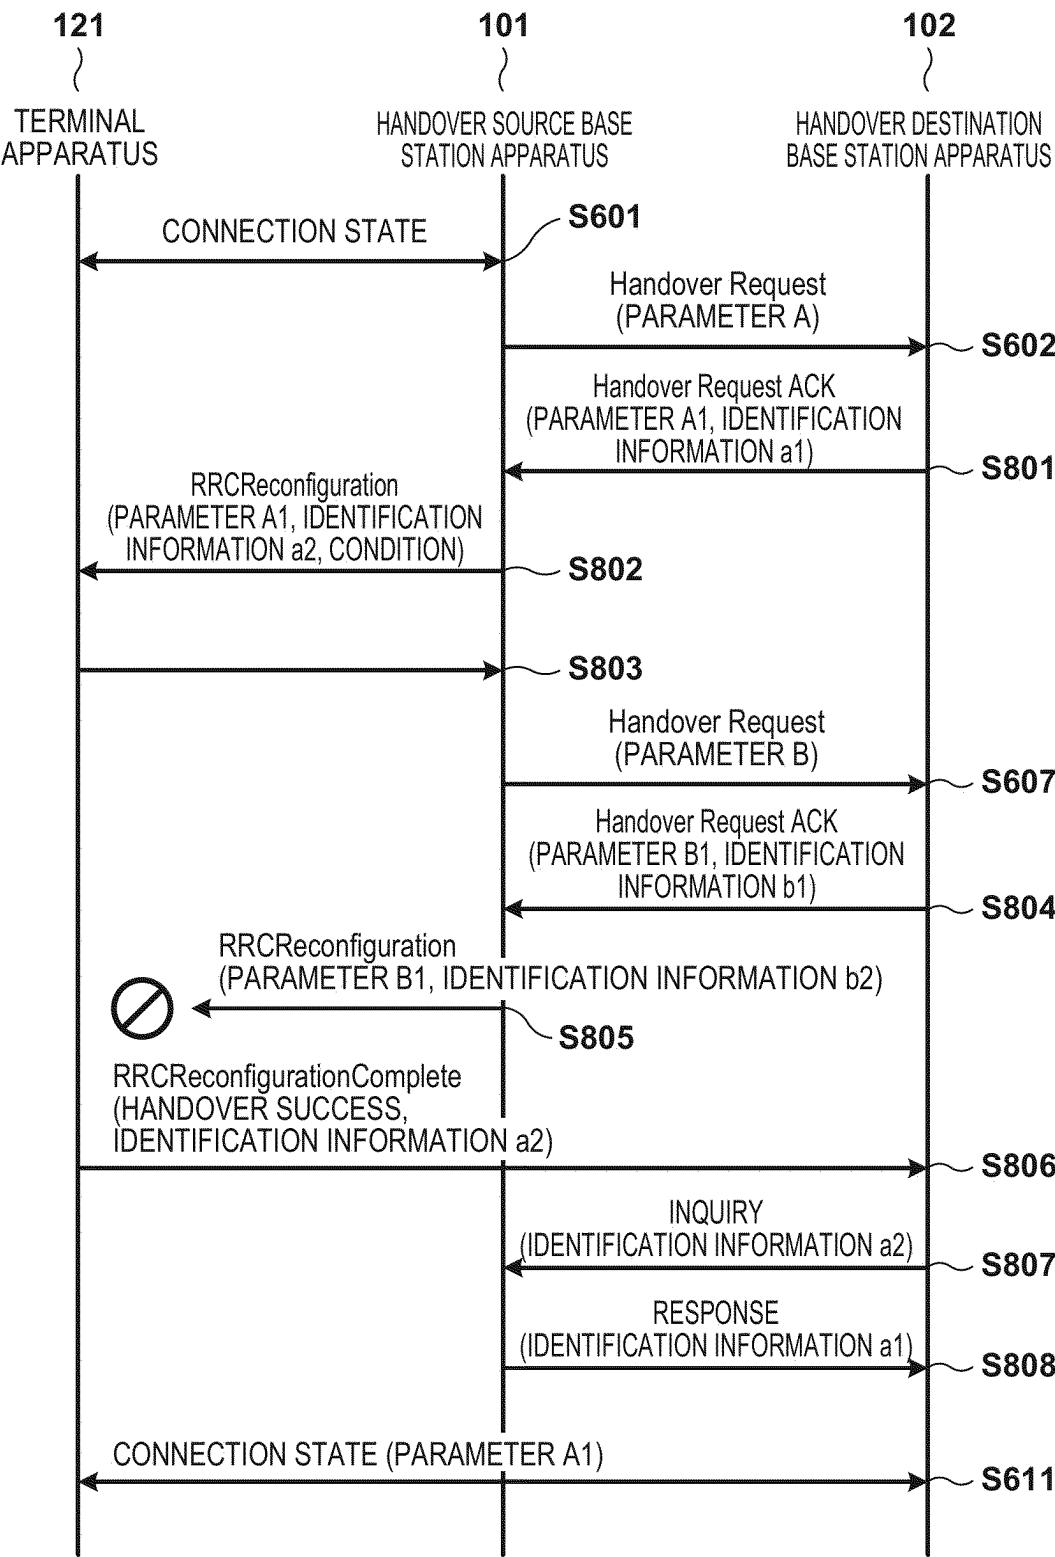 121
101
102
TERMINAL
APPARATUS
HANDOVER SOURCE BASE
STATION APPARATUS
HANDOVER DESTINATION
BASE STATION APPARATUS
CONNECTION STATE
S601
Handover Request
(PARAMETER A)
S602
Handover Request ACK
(PARAMETER A1, IDENTIFICATION
INFORMATION a1)
S801
RRCReconfiguration
(PARAMETER A1, IDENTIFICATION
INFORMATION a2, CONDITION)
S802
S803
Handover Request
(PARAMETER B)
S607
Handover Request ACK
(PARAMETER B1, IDENTIFICATION
INFORMATION b1)
S804
RRCReconfiguration
(PARAMETER B1, IDENTIFICATION INFORMATION b2)
S805
RRCReconfigurationComplete
(HANDOVER SUCCESS,
IDENTIFICATION INFORMATION a2)
S806
INQUIRY
(IDENTIFICATION INFORMATION a2)
S807
RESPONSE
(IDENTIFICATION INFORMATION a1)
S808
CONNECTION STATE (PARAMETER A1)
S611